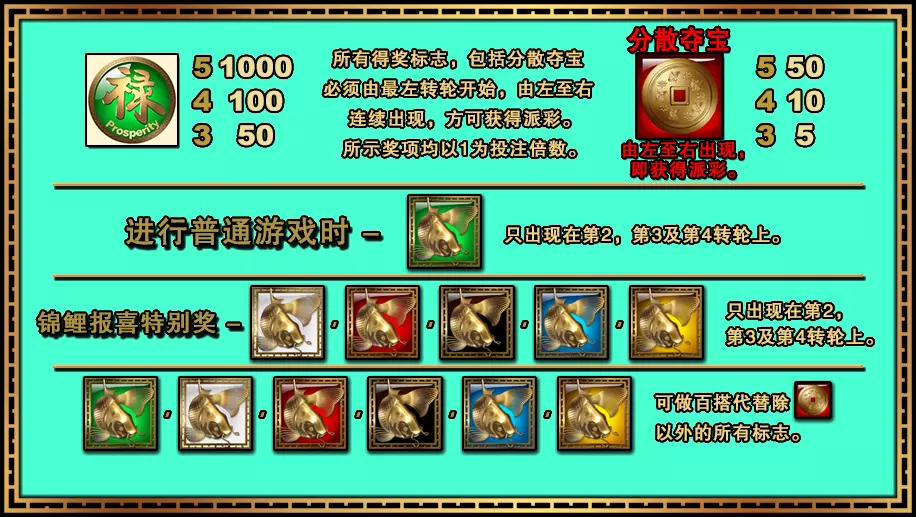 分散夺宝
禄
Prosperity
5 1000
4 100
3 50
所有得奖标志，包括分散夺宝
必须由最左转轮开始，由左至右
连续出现，方可获得派彩。
所示奖项均以1为投注倍数。
5 50
4 10
3 5
由左至右出现，
即获得派彩。
进行普通游戏时 –
只出现在第2，第3及第4转轮上。
锦鲤报喜特别奖 –
, , , ,
只出现在第2，
第3及第4转轮上。
, , , , ,
可做百搭代替除
以外的所有标志。